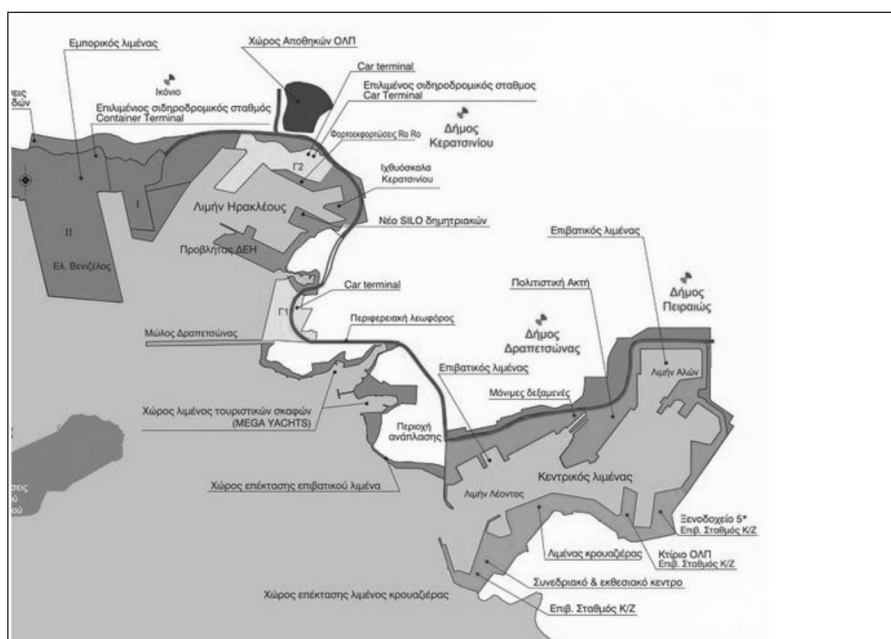 Εμπορικός λιμένας
Χώρος Αποθηκών ΟΛΠ
Car terminal
Ικόνιο
Επιλιμένιος σιδηροδρομικός σταθμός
Container Terminal
Επιλιμένος σιδηροδρομικός σταθμος
Car Terminal
Δήμος
Κερατσινίου
Φορτοεκφορτώσεις Ro Ro
Γ2
Ιχθυόσκαλα
Κερατσινίου
I
Λιμήν Ηρακλέους
II
Νέο SILO δημητριακών
Προβλήτας ΔΕΗ
Επιβατικός λιμένας
Ελ. Βενιζέλος
Car terminal
Πολιτιστική Ακτή
Δήμος
Πειραιώς
Γ1
Περιφερειακή λεωφόρος
Μώλος Δραπετσώνας
Δήμος
Δραπετσώνας
Επιβατικός λιμένας
Λιμήν Αλών
Μόνιμες δεξαμενές
Χώρος λιμένος τουριστικών σκαφών
(MEGA YACHTS)
Περιοχή
ανάπλασης
Κεντρικός λιμένας
Χώρος επέκτασης επιβατικού λιμένα
Λιμήν Λέοντος
Ξενοδοχείο 5*
Επιβ. Σταθμός Κ/Ζ
Λιμένας κρουαζιέρας
Κτίριο ΟΛΠ
Επιβ. Σταθμός Κ/Ζ
Συνεδριακό & εκθεσιακό κεντρο
Χώρος επέκτασης λιμένος κρουαζιέρας
Επιβ. Σταθμός Κ/Ζ